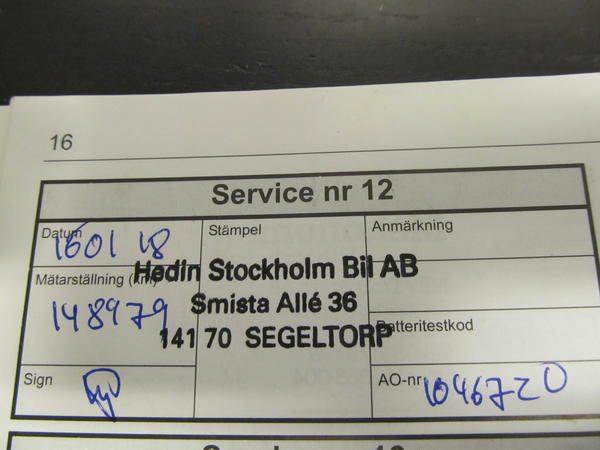 16
Service nr 12
Datum
160118
Stämpel
Anmärkning
Mätarställning (km)
148979
Hedin Stockholm Bil AB
Smista Allé 36
141 70 SEGELTORP
Batteritestkod
Sign
AO-nr
1046720